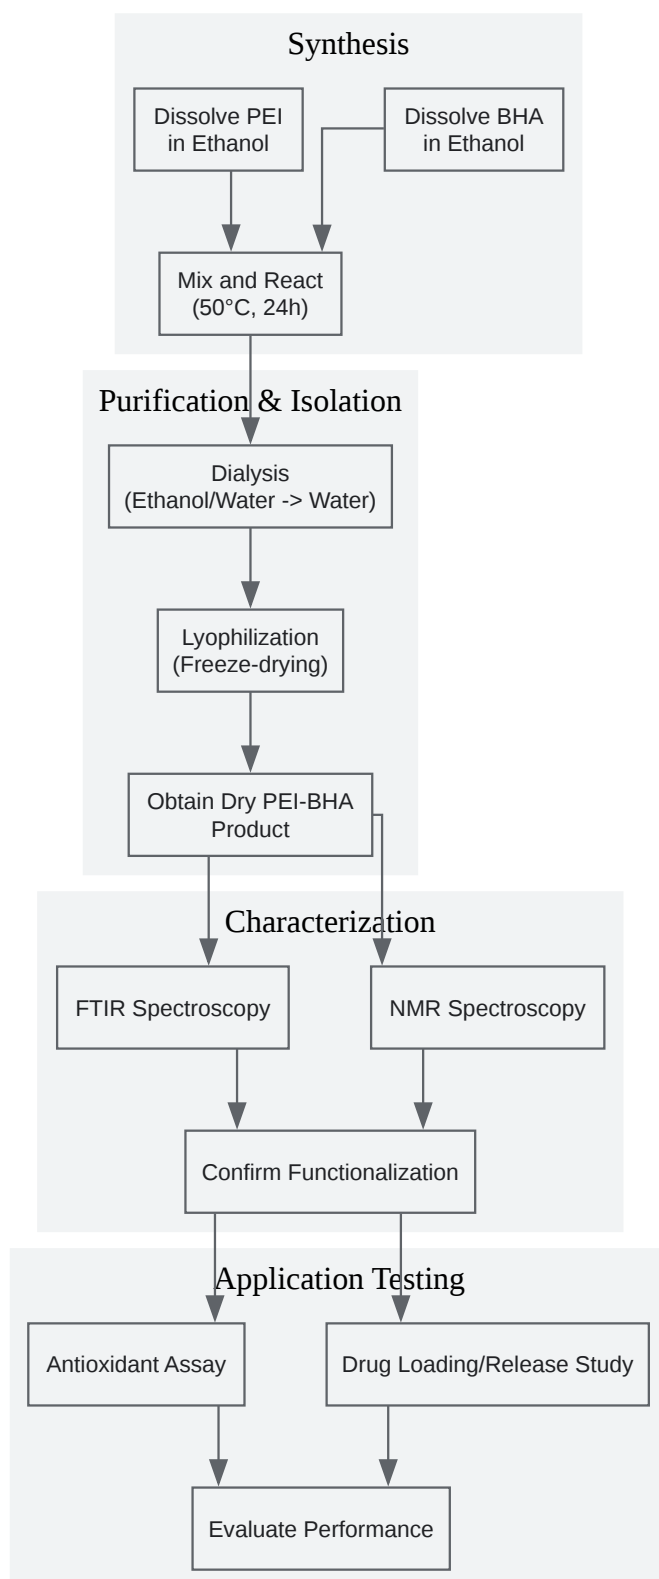 Synthesis
Dissolve PEI
in Ethanol
Dissolve BHA
in Ethanol
Mix and React
(50°C, 24h)
Purification & Isolation
Dialysis
(Ethanol/Water -> Water)
Lyophilization
(Freeze-drying)
Obtain Dry PEI-BHA
Product
Characterization
FTIR Spectroscopy
NMR Spectroscopy
Confirm Functionalization
Application Testing
Antioxidant Assay
Drug Loading/Release Study
Evaluate Performance